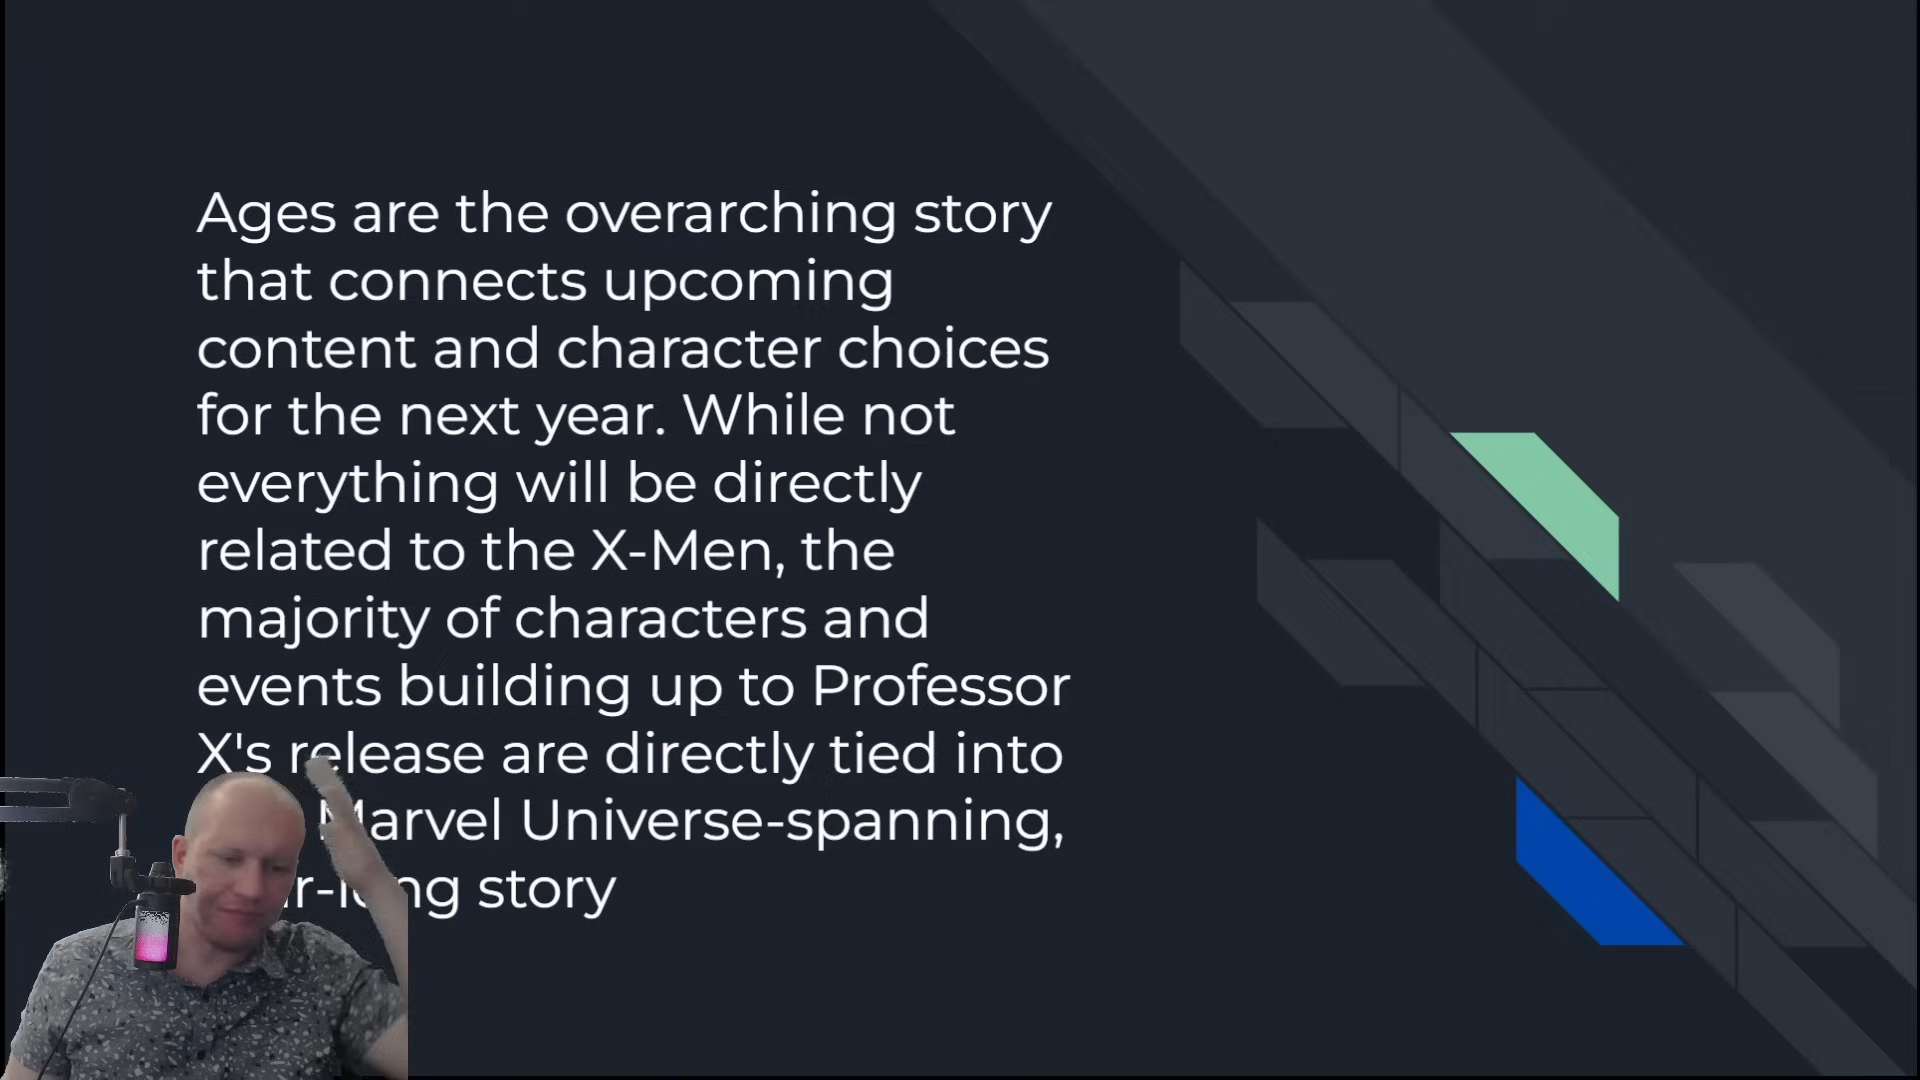 Ages are the overarching story
that connects upcoming
content and character choices
for the next year. While not
everything will be directly
related to the X-Men, the
majority of characters and
events building up to Professor
X's release are directly tied into
Marvel Universe-spanning,
story